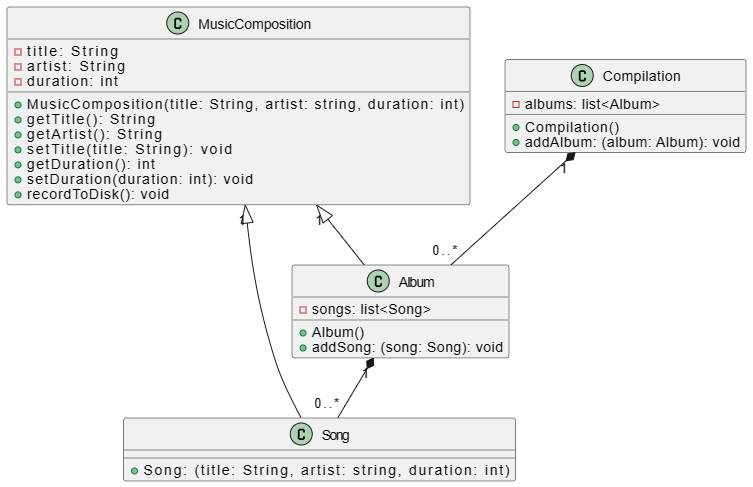 C MusicComposition
title: String
artist: String
duration: int
MusicComposition(title: String, artist: string, duration: int)
getTitle(): String
getArtist(): String
setTitle(title: String): void
getDuration(): int
setDuration(duration: int): void
recordToDisk(): void
C Compilation
albums: list<Album>
Compilation()
addAlbum: (album: Album): void
1
1
1
0..*
C Album
songs: list<Song>
Album()
addSong: (song: Song): void
1
0..*
C Song
Song: (title: String, artist: string, duration: int)